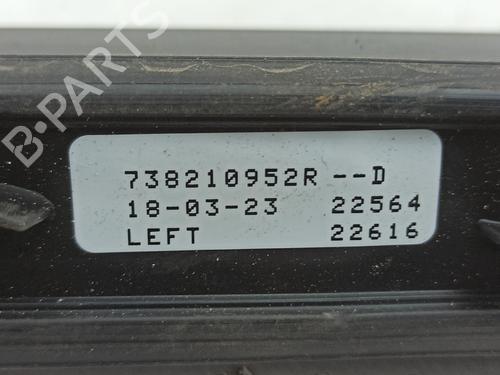 B-PARTS
738210952R --D
18-03-23 22564
LEFT 22616